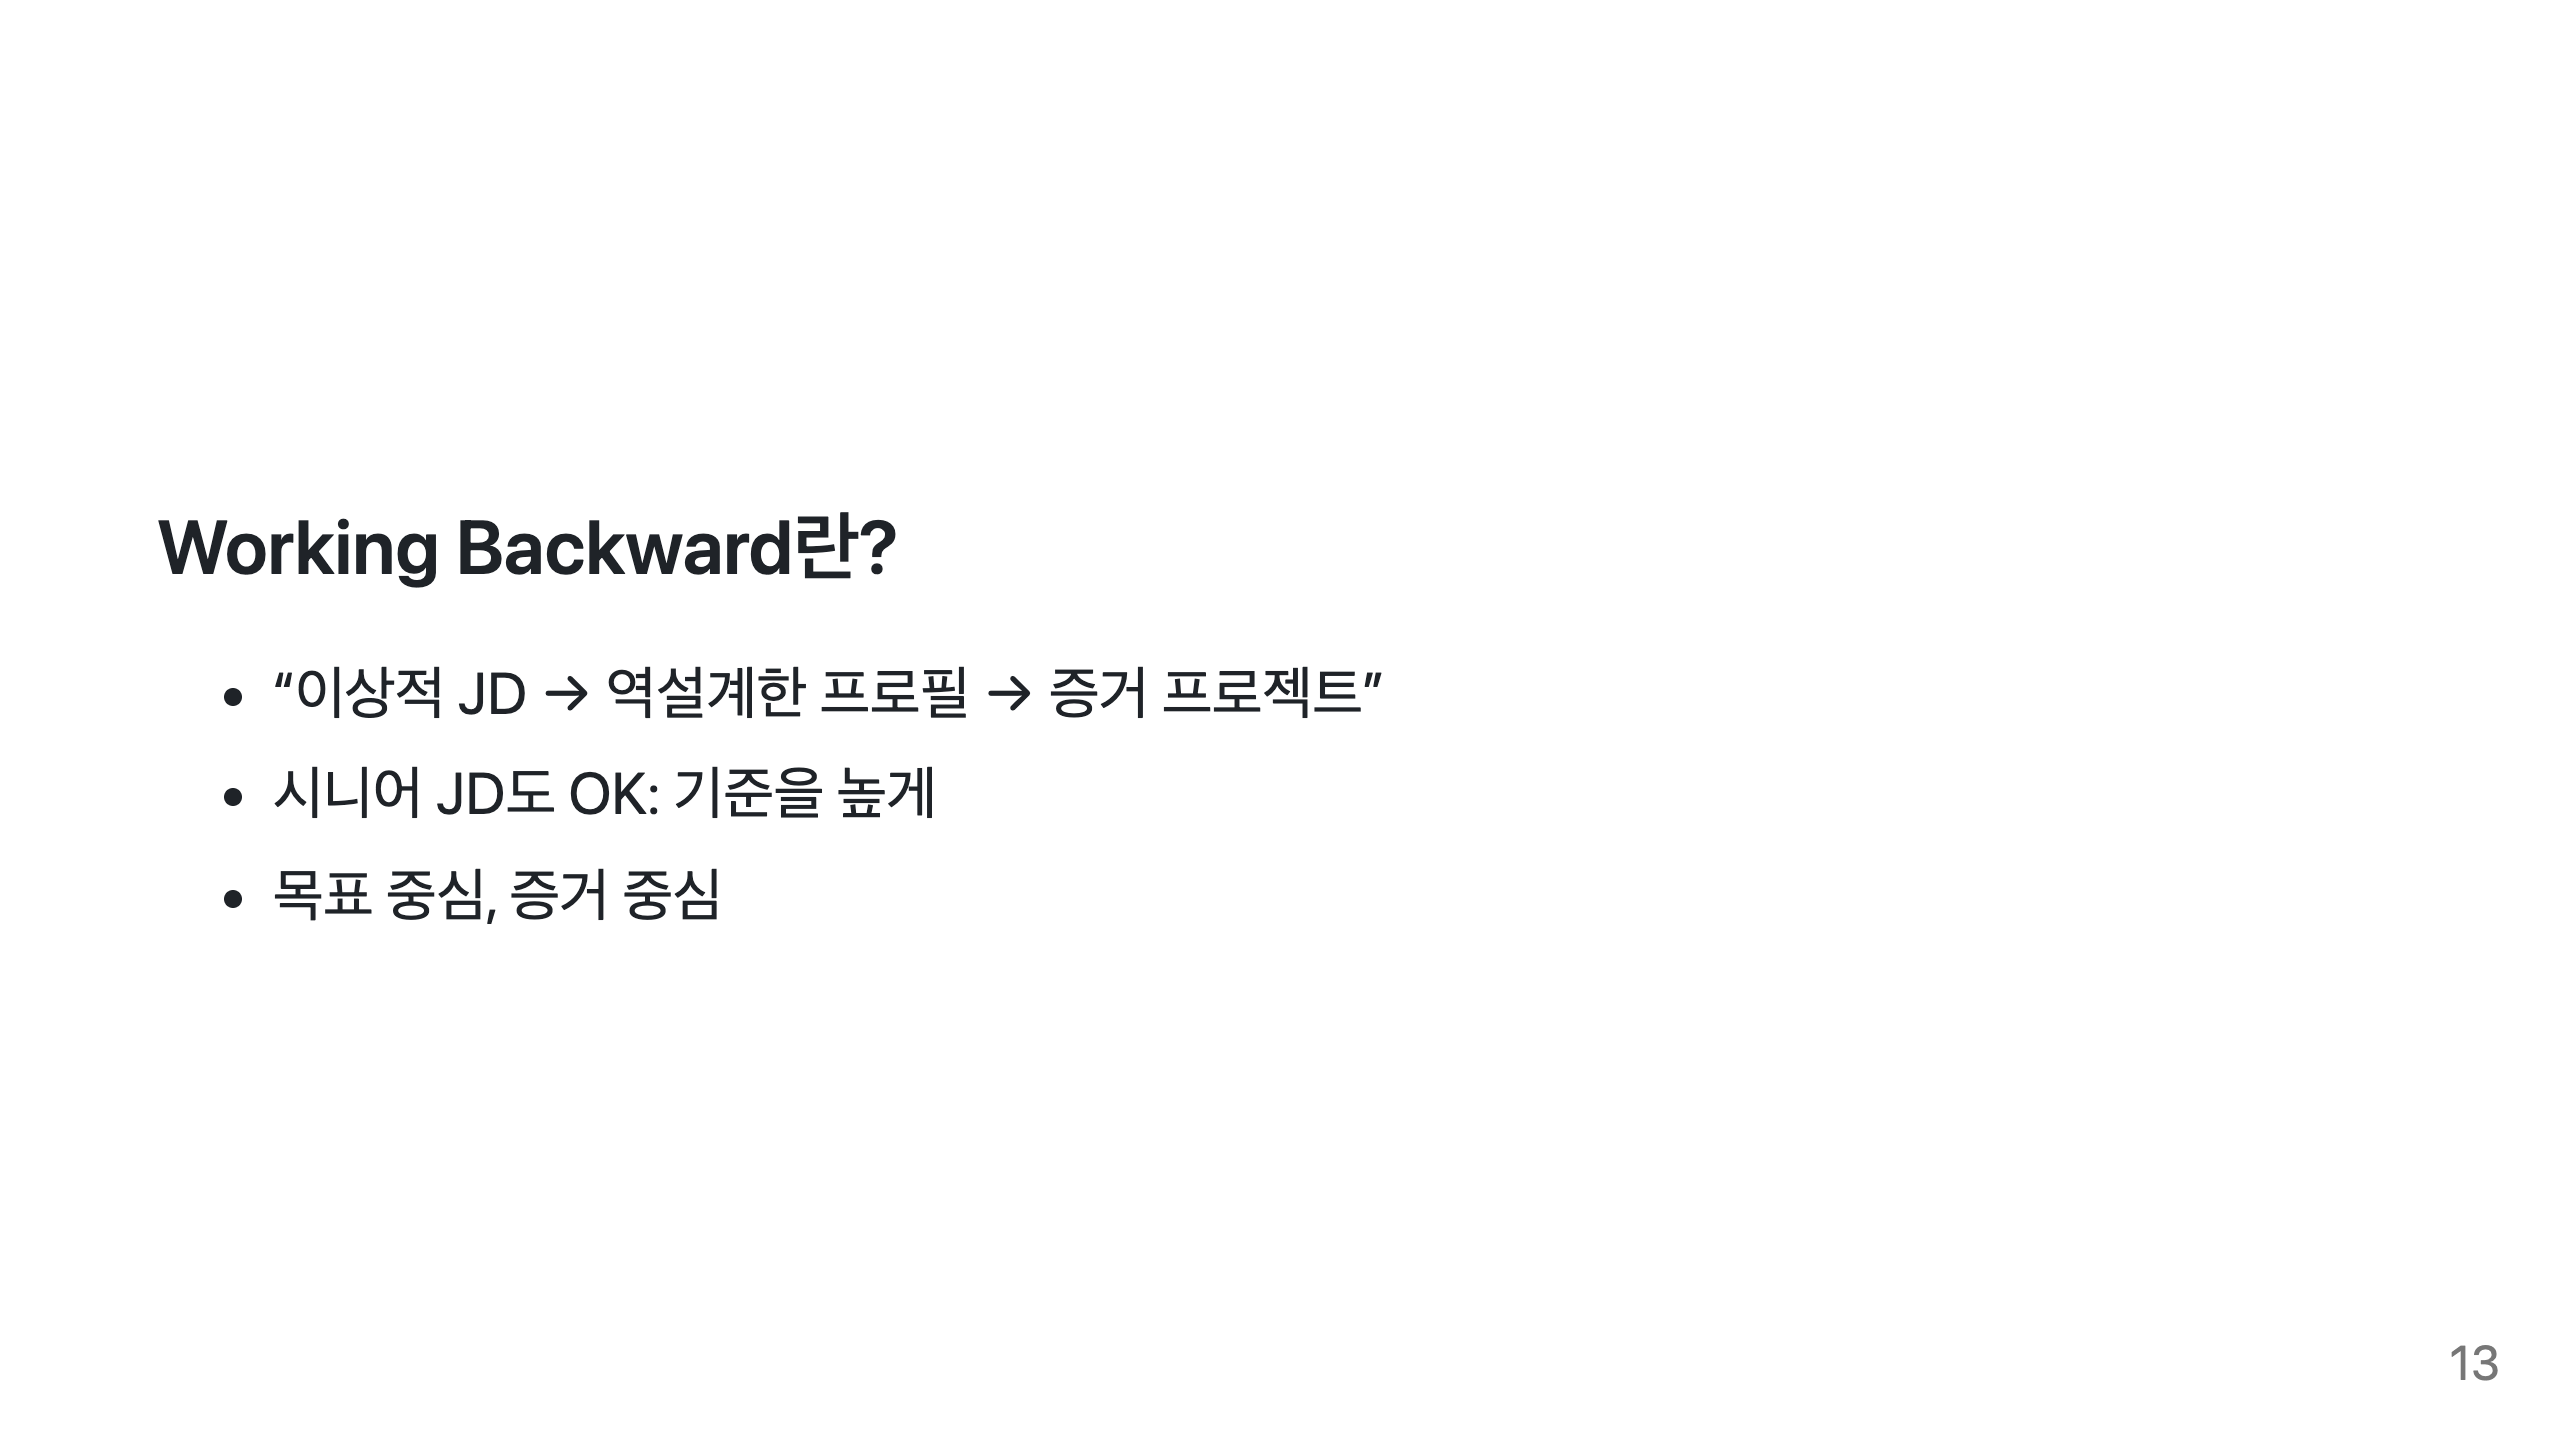 Working Backward란?
• “이상적 JD → 역설계한 프로필 → 증거 프로젝트”
• 시니어 JD도 OK: 기준을 높게
• 목표 중심, 증거 중심
13